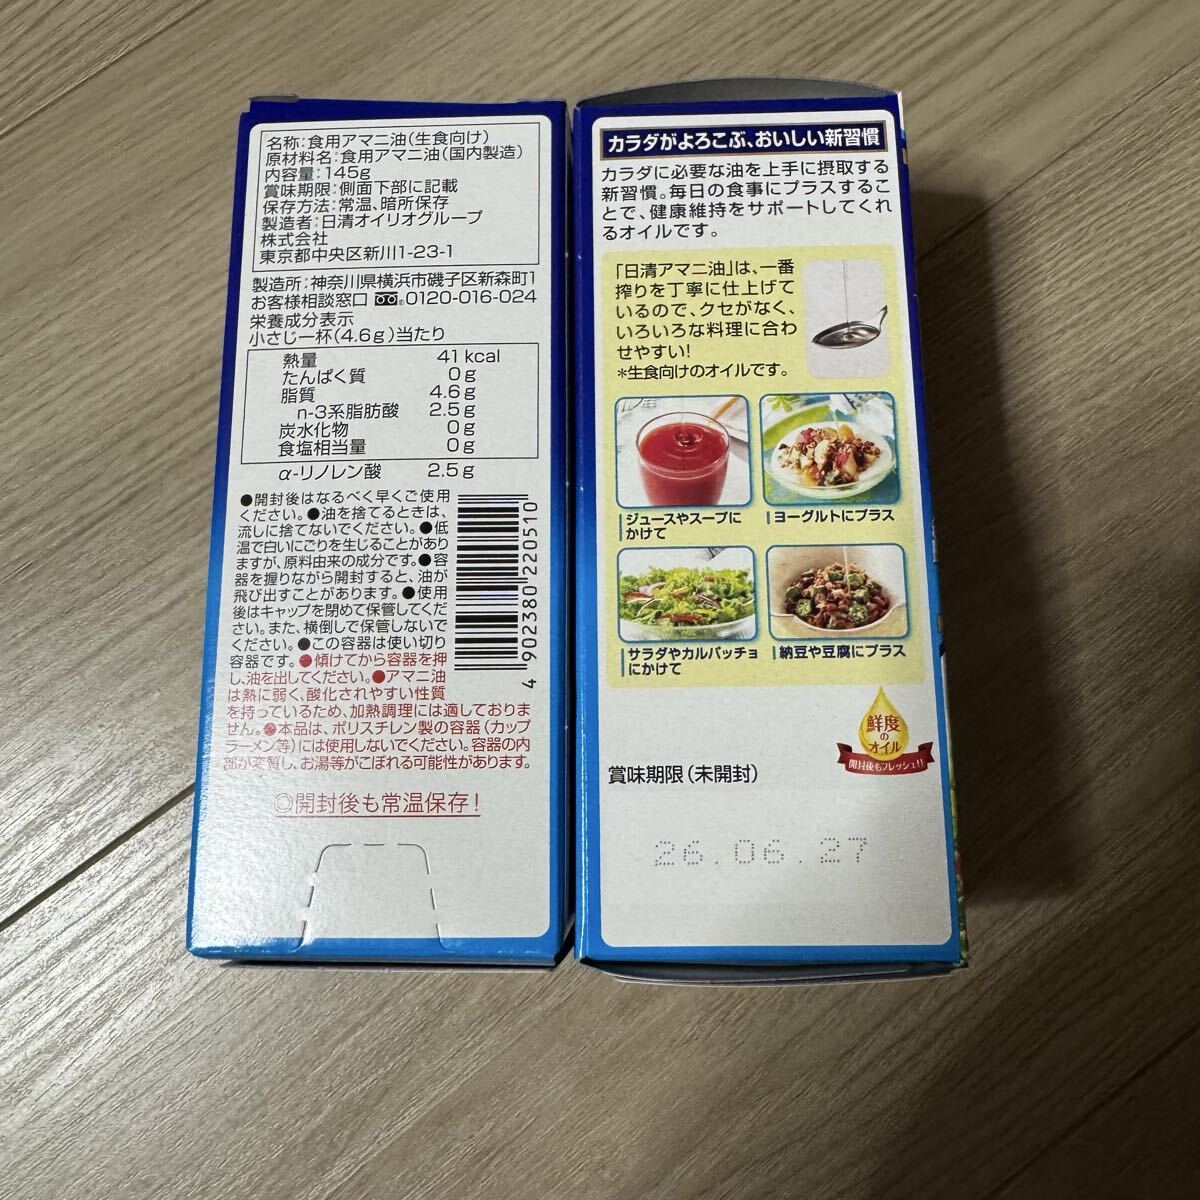 名称:食用アマニ油(生食向け)
原材料名:食用アマニ油(国内製造)
内容量:145g
賞味期限:側面下部に記載
保存方法:常温、暗所保存
製造者:日清オイリオグループ
株式会社
東京都中央区新川1-23-1
製造所:神奈川県横浜市磯子区新森町1
お客様相談窓口 0120-016-024
栄養成分表示
小さじ一杯(4.6g)当たり
熱量 41 kcal
たんぱく質 0g
脂質 4.6g
n-3系脂肪酸 2.5g
炭水化物 0g
食塩相当量 0g
α-リノレン酸 2.5g
●開封後はなるべく早くご使用
ください。●油を捨てるときは、
流しに捨てないでください。●低
温で白いにごりを生じることがあり
ますが、原料由来の成分です。●容
器を握りながら開封すると、油が
飛び出すことがあります。●使用
後はキャップを閉めて保管してくだ
さい。また、横倒しで保管しないで
ください。●この容器は使い切り
容器です。●傾けてから容器を押
し、油を出してください。●アマニ油
は熱に弱く、酸化されやすい性質
を持っているため、加熱調理には適しておりま
せん。●本品は、ポリスチレン製の容器(カップ
ラーメン等)には使用しないでください。容器の内
部が変質し、お湯等がこぼれる可能性があります。
◎開封後も常温保存!
4 902380 220510
カラダがよろこぶ、おいしい新習慣
カラダに必要な油を上手に摂取する
新習慣。毎日の食事にプラスするこ
とで、健康維持をサポートしてくれ
るオイルです。
「日清アマニ油」は、一番
搾りを丁寧に仕上げて
いるので、クセがなく、
いろいろな料理に合わ
せやすい!
*生食向けのオイルです。
ジュースやスープに
かけて
ヨーグルトにプラス
サラダやカルパッチョ
にかけて
納豆や豆腐にプラス
鮮度
の
オイル
開封後もフレッシュ!!
賞味期限(未開封)
26.06.27